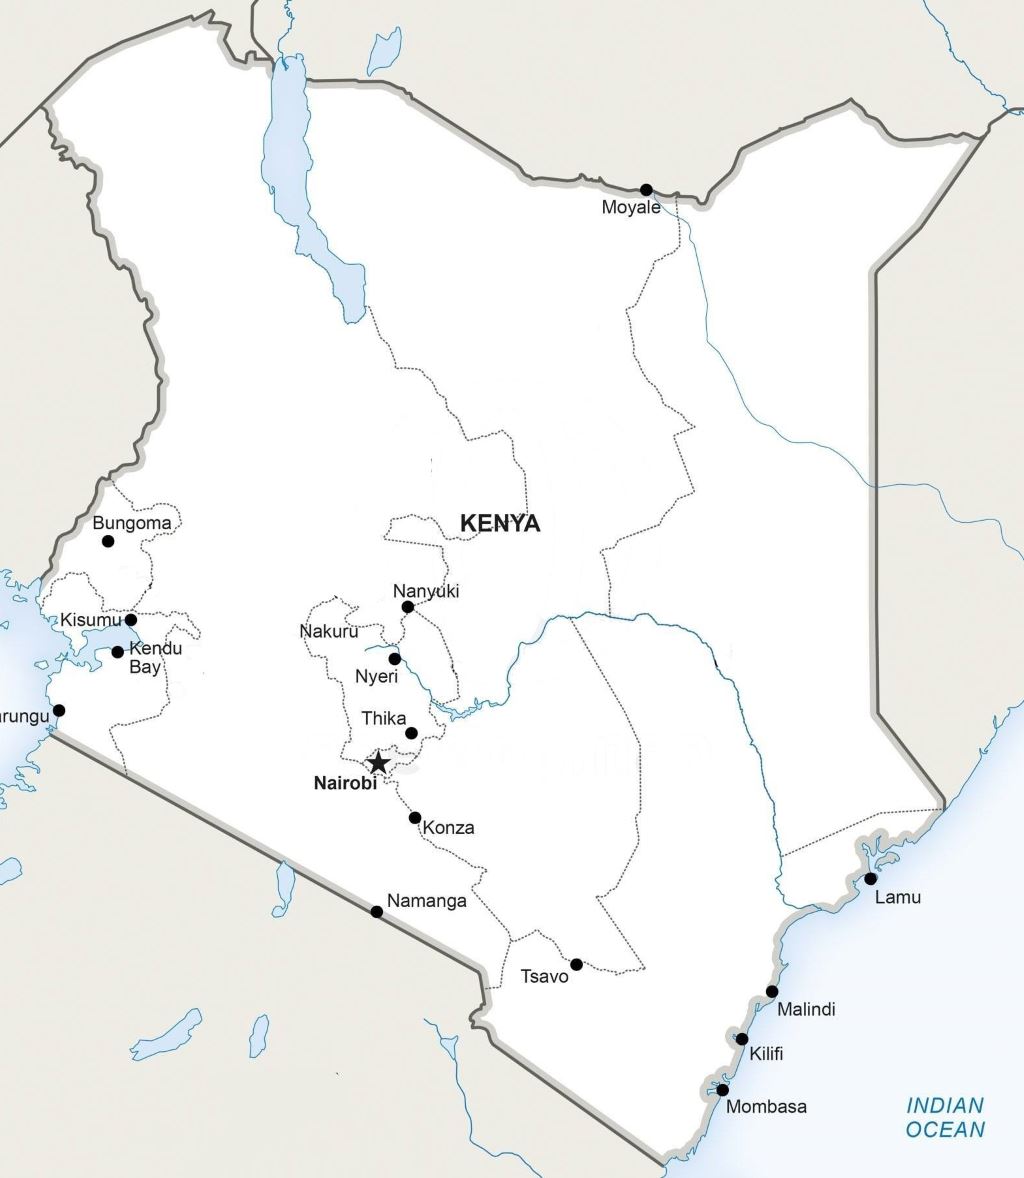 Moyale
KENYA
Bungoma
Nanyuki
Kisumu
Nakuru
Kendu
Bay
Nyeri
arungu
Thika
Nairobi
Konza
Namanga
Lamu
Tsavo
Malindi
Kilifi
Mombasa
INDIAN
OCEAN